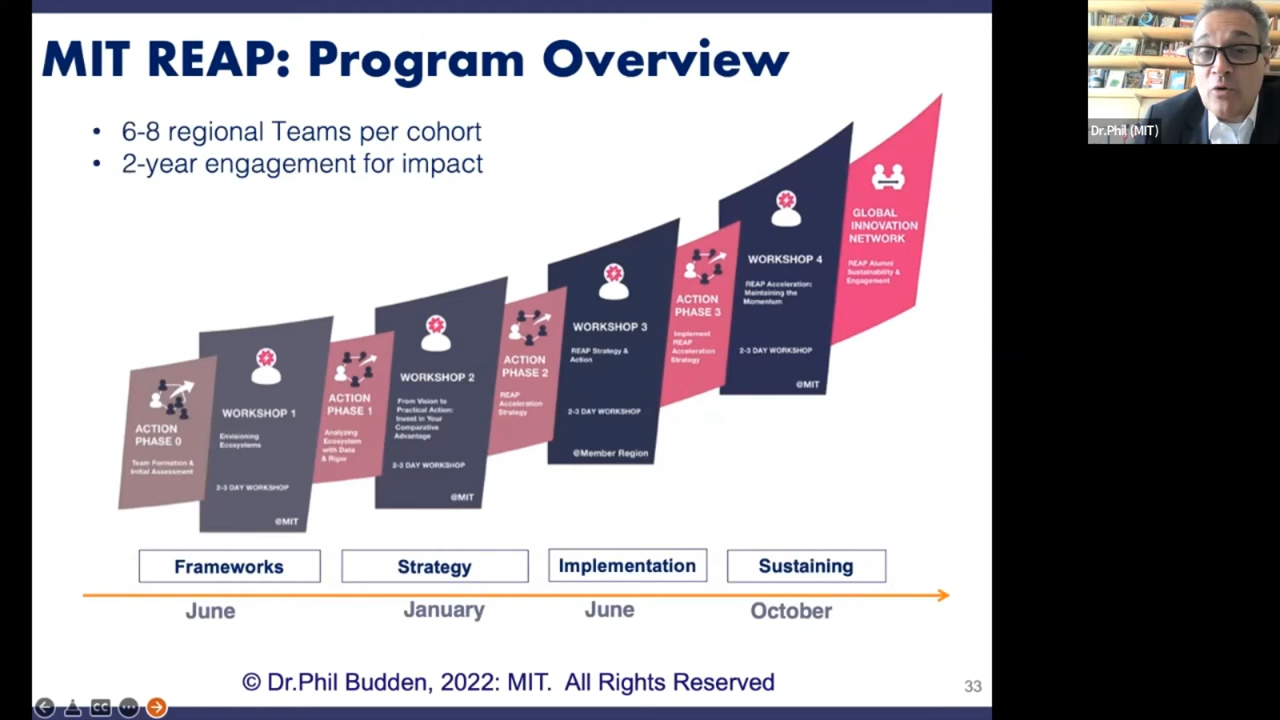 MIT REAP: Program Overview
• 6-8 regional Teams per cohort
• 2-year engagement for impact
Dr.Phil (MIT)
ACTION
PHASE 0
Team Formation &
Initial Assessment
WORKSHOP 1
Envisioning
Ecosystems
2-3 DAY WORKSHOP
@MIT
ACTION
PHASE 1
Analyzing
Ecosystem
with Data
& Rigor
WORKSHOP 2
From Vision to
Practical Action:
Invest in Your
Comparative
Advantage
2-3 DAY WORKSHOP
@MIT
ACTION
PHASE 2
REAP
Acceleration
Strategy
WORKSHOP 3
REAP Strategy &
Action
2-3 DAY WORKSHOP
@Member Region
ACTION
PHASE 3
Implement
REAP
Acceleration
Strategy
WORKSHOP 4
REAP Acceleration:
Maintaining the
Momentum
2-3 DAY WORKSHOP
@MIT
GLOBAL
INNOVATION
NETWORK
REAP Alumni
Sustainability &
Engagement
Frameworks
Strategy
Implementation
Sustaining
June
January
June
October
© Dr.Phil Budden, 2022: MIT. All Rights Reserved
33
CC